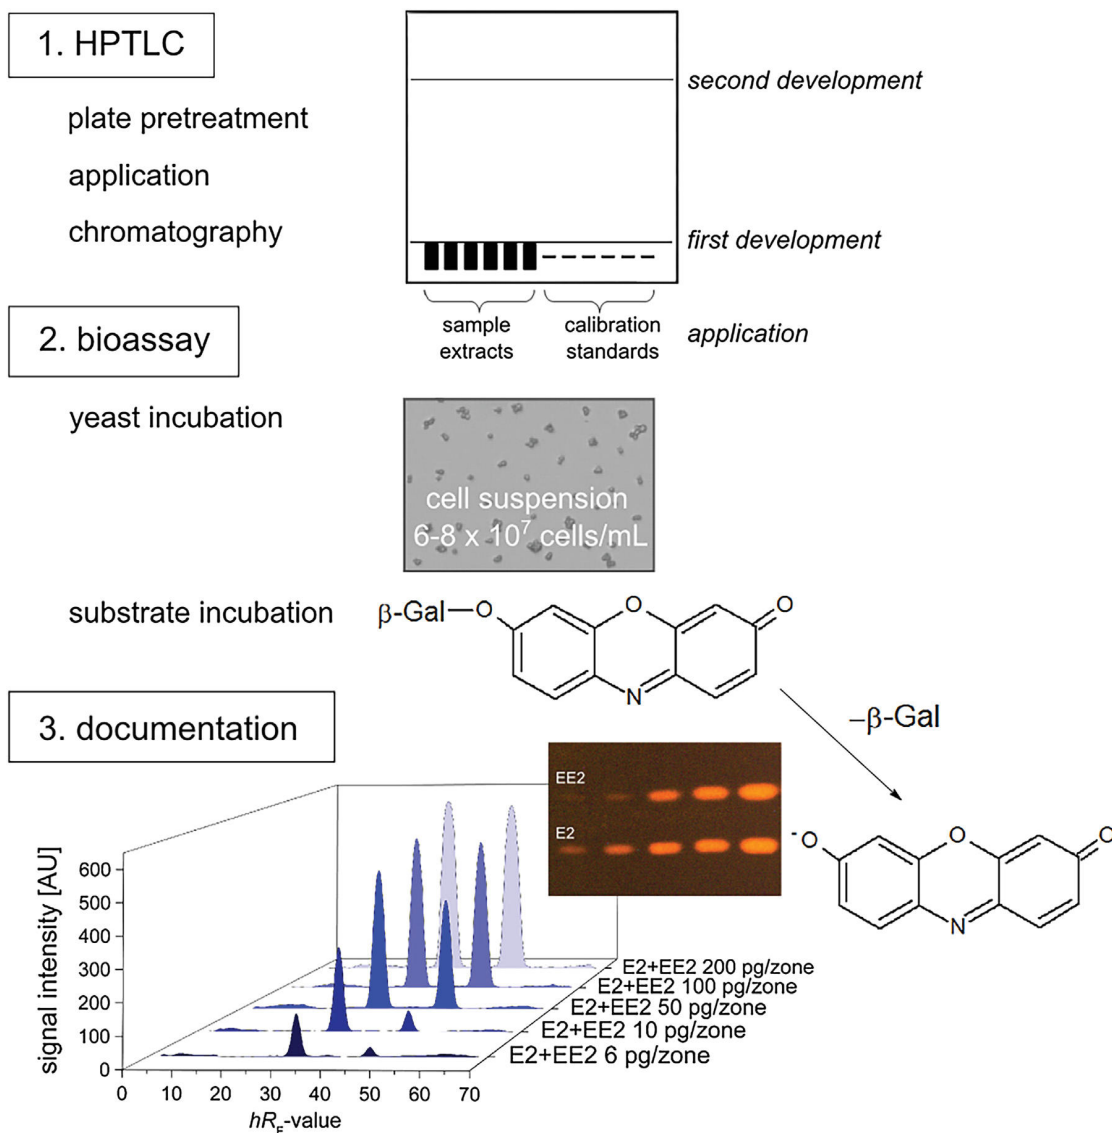 1. HPTLC
plate pretreatment
application
chromatography
second development
first development
sample
extracts
calibration
standards
application
2. bioassay
yeast incubation
cell suspension
6-8 x 10⁷ cells/mL
substrate incubation
β-Gal—O
O
O
N
–β-Gal
3. documentation
EE2
E2
⁻O
O
O
N
signal intensity [AU]
600
500
400
300
200
100
0
E2+EE2 200 pg/zone
E2+EE2 100 pg/zone
E2+EE2 50 pg/zone
E2+EE2 10 pg/zone
E2+EE2 6 pg/zone
0 10 20 30 40 50 60 70
hRF-value